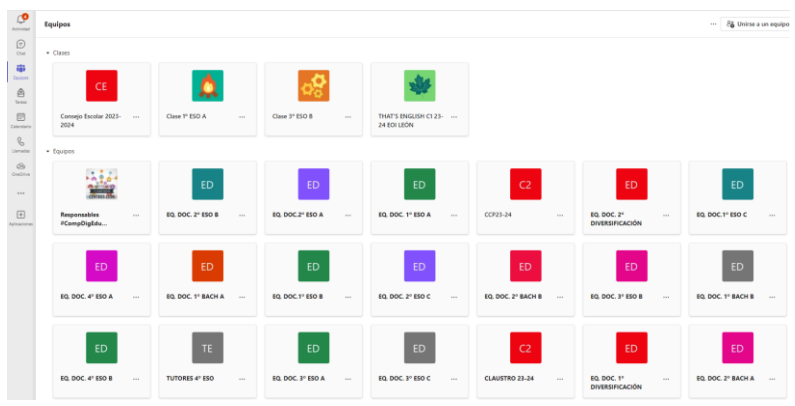 Equipos
... Unirse a un equipo
Actividad
Chat
Equipos
Tareas
Calendario
Llamadas
OneDrive
...
Aplicaciones
Clases
CE
Consejo Escolar 2023-
2024
...
Clase 1º ESO A ...
Clase 3º ESO B ...
THAT'S ENGLISH C1 23-
24 EOI LEÓN
...
Equipos
Responsables
#CompDigEdu...
...
ED
EQ. DOC. 2º ESO B ...
ED
EQ. DOC.2º ESO A ...
ED
EQ. DOC. 1º ESO A ...
C2
CCP23-24 ...
ED
EQ. DOC. 2º
DIVERSIFICACIÓN
...
ED
EQ. DOC.1º ESO C ...
ED
EQ. DOC. 4º ESO A ...
ED
EQ. DOC. 1º BACH A ...
ED
EQ. DOC.1º ESO B ...
ED
EQ. DOC. 2º ESO C ...
ED
EQ. DOC. 2º BACH B ...
ED
EQ. DOC. 3º ESO B ...
ED
EQ. DOC. 1º BACH B ...
ED
EQ. DOC. 4º ESO B ...
TE
TUTORES 4º ESO ...
ED
EQ. DOC. 3º ESO A ...
ED
EQ. DOC. 3º ESO C ...
C2
CLAUSTRO 23-24 ...
ED
EQ. DOC. 1º
DIVERSIFICACIÓN
...
ED
EQ. DOC. 2º BACH A ...